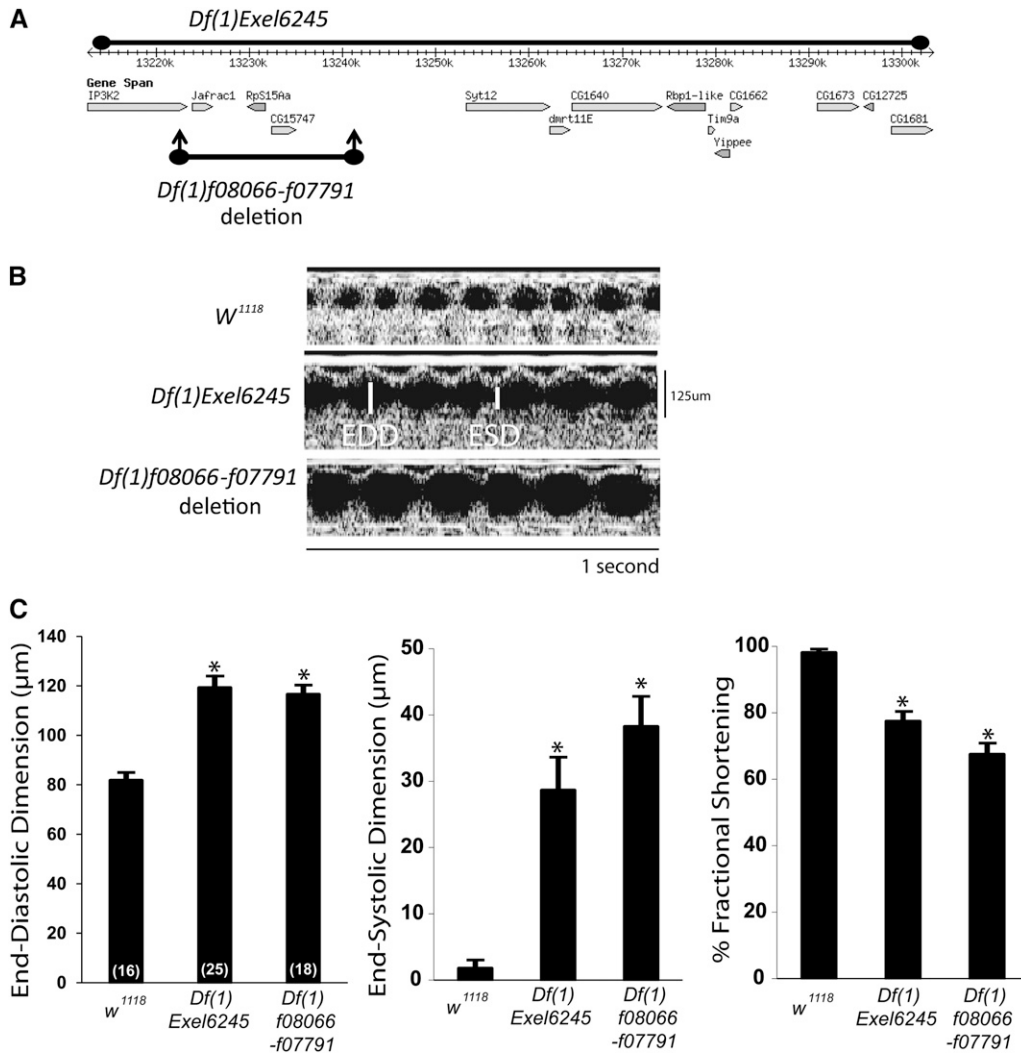 A
Df(1)Exel6245
13220k 13230k 13240k 13250k 13260k 13270k 13280k 13290k 13300k
Gene Span
IP3K2 Jafrac1 RpS15Aa Syt12 CG1640 Rbp1-like CG1662 CG1673 CG12725
CG15747 dmrt11E Tim9a CG1681
Yippee
Df(1)f08066-f07791
deletion
B
W1118
Df(1)Exel6245
EDD ESD
125um
Df(1)f08066-f07791
deletion
1 second
C
End-Diastolic Dimension (µm)
140
120
100
80
60
40
20
0
(16) (25) (18)
w1118
Df(1)
Exel6245
Df(1)
f08066
-f07791
End-Systolic Dimension (µm)
50
40
30
20
10
0
* *
w1118
Df(1)
Exel6245
Df(1)
f08066
-f07791
% Fractional Shortening
100
80
60
40
20
0
* *
w1118
Df(1)
Exel6245
Df(1)
f08066
-f07791